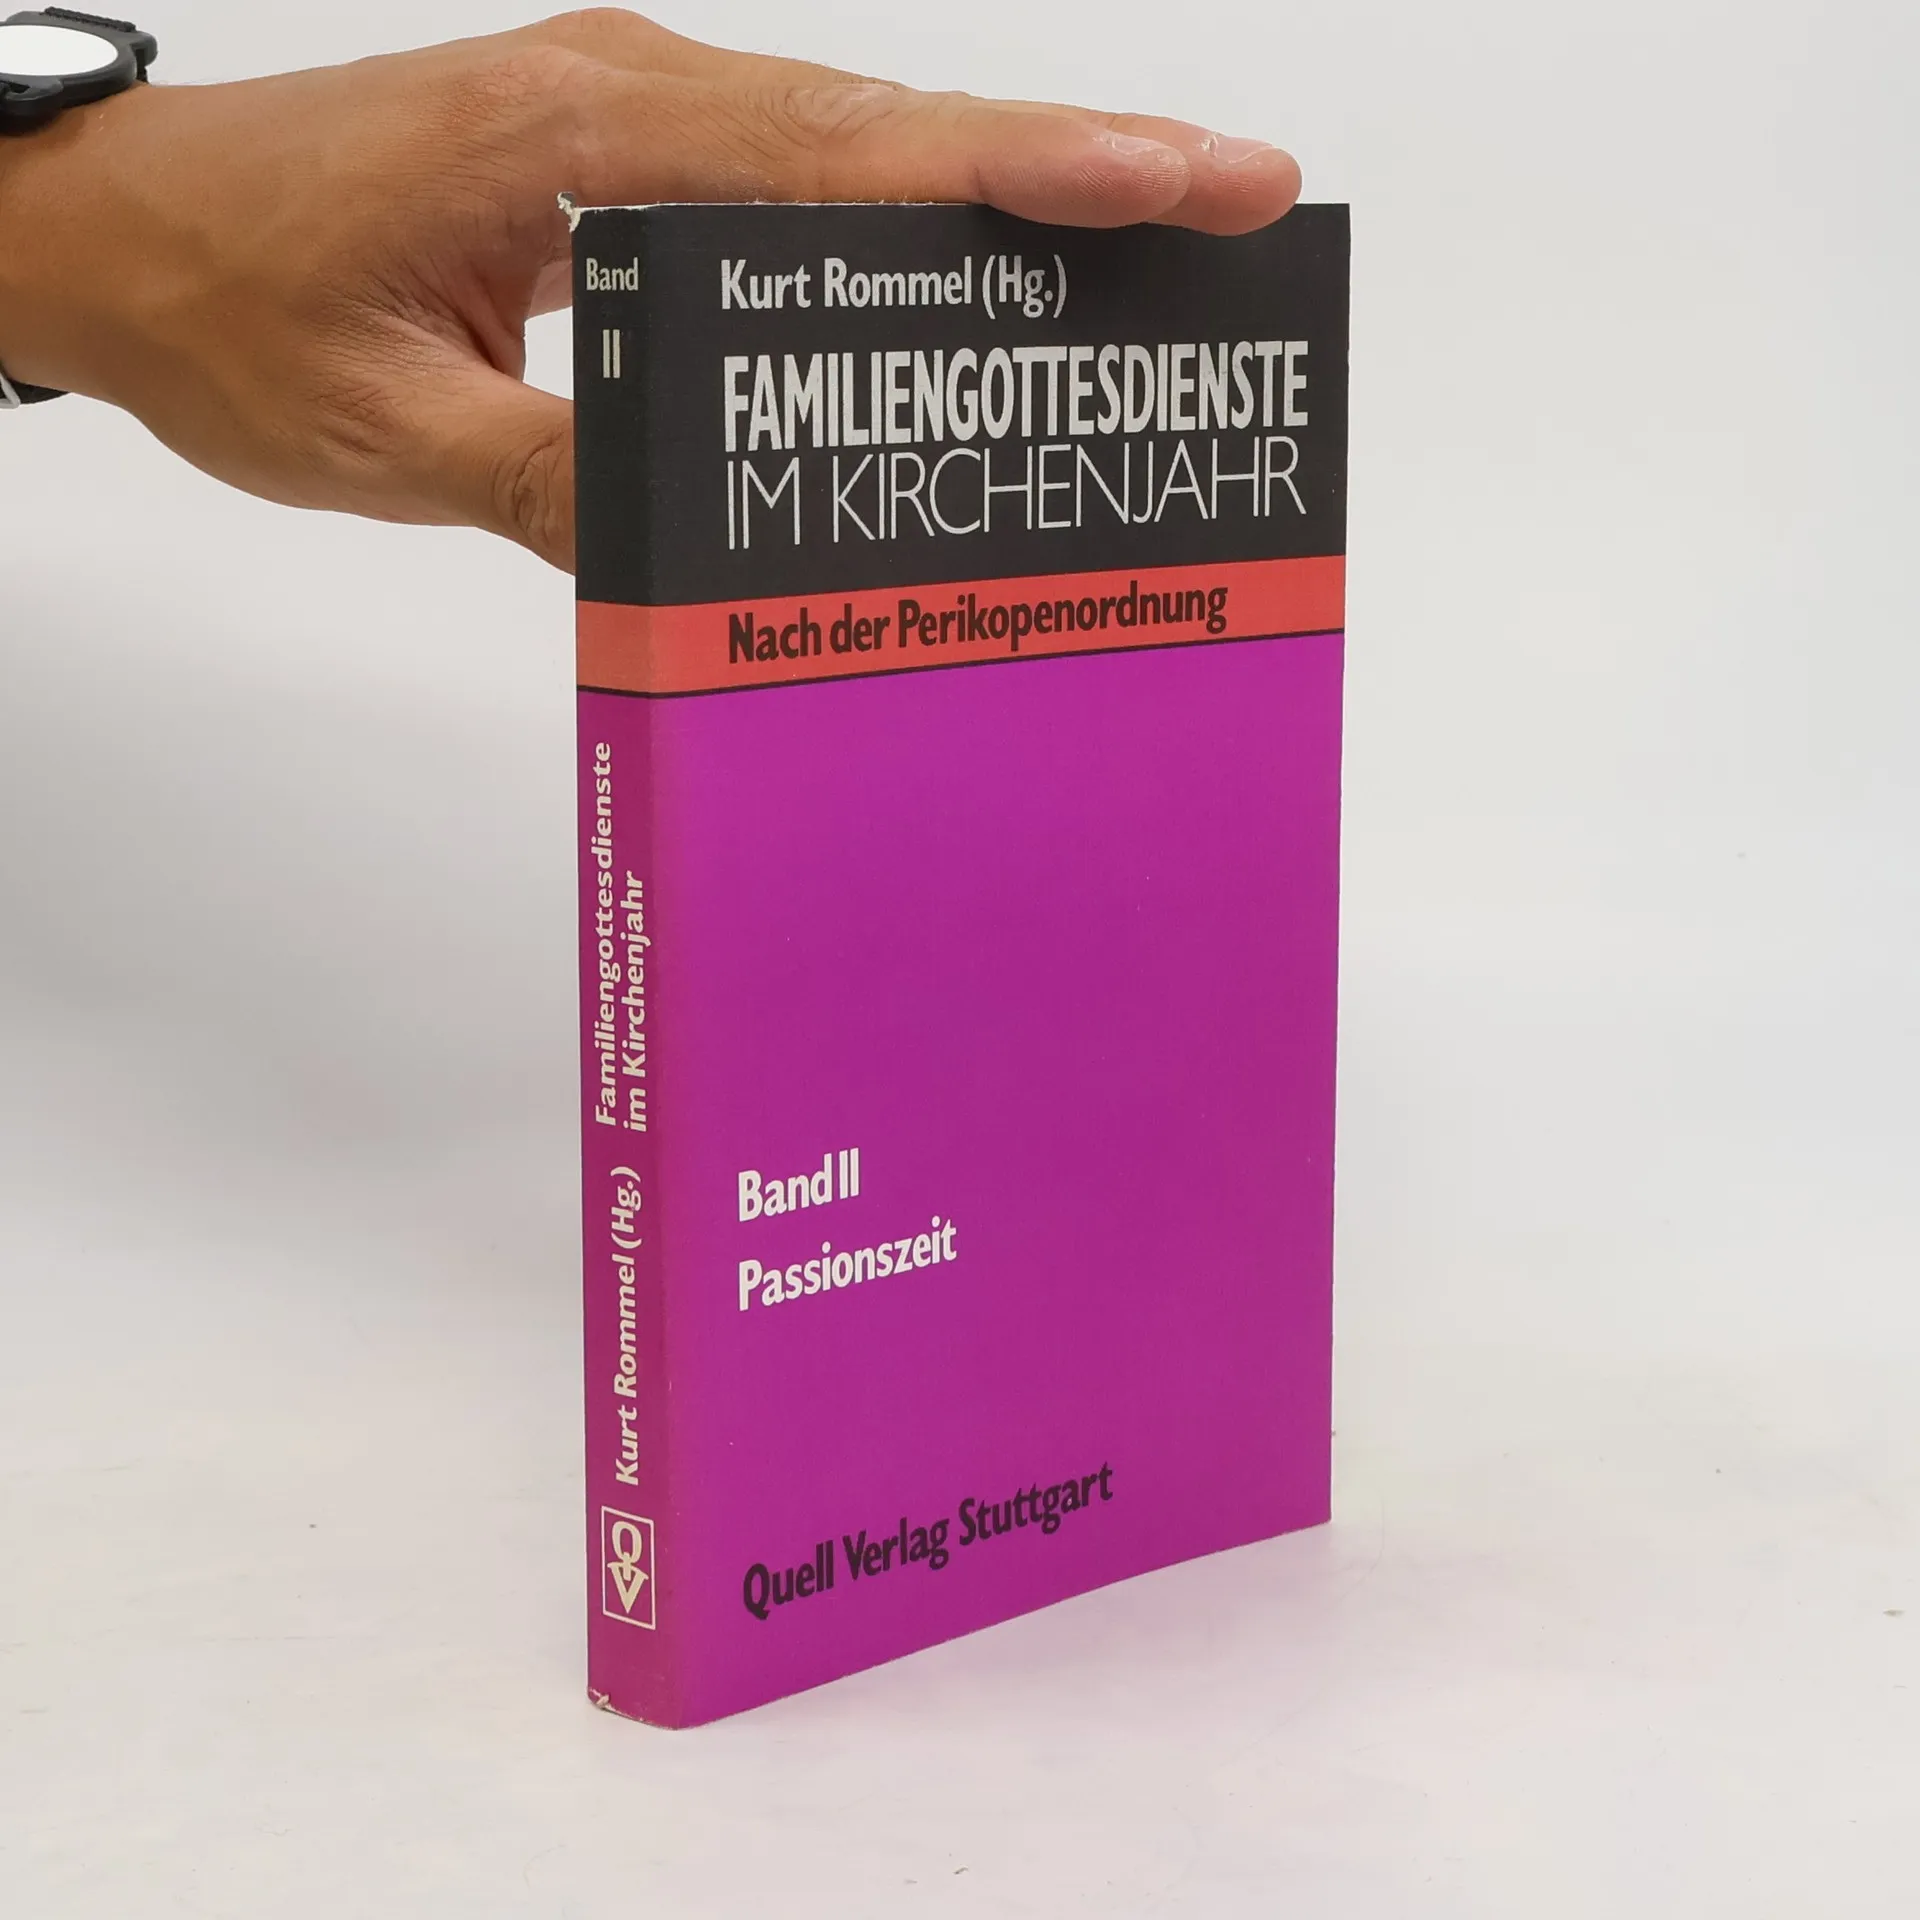 Band
II
Kurt Rommel (Hg.)
FAMILIENGOTTESDIENSTE
IM KIRCHENJAHR
Nach der Perikopenordnung
Band II
Passionszeit
Quell Verlag Stuttgart
Kurt Rommel (Hg.)
Familiengottesdienste
im Kirchenjahr
QV